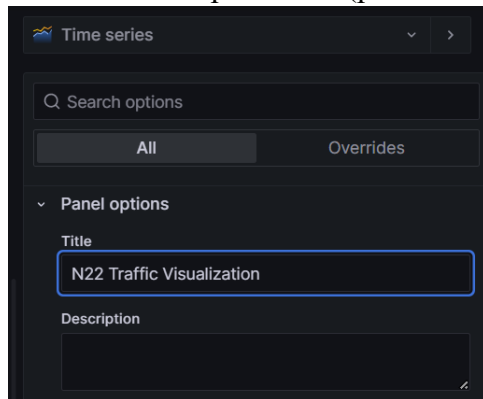 Time series
Search options
All Overrides
Panel options
Title
N22 Traffic Visualization
Description